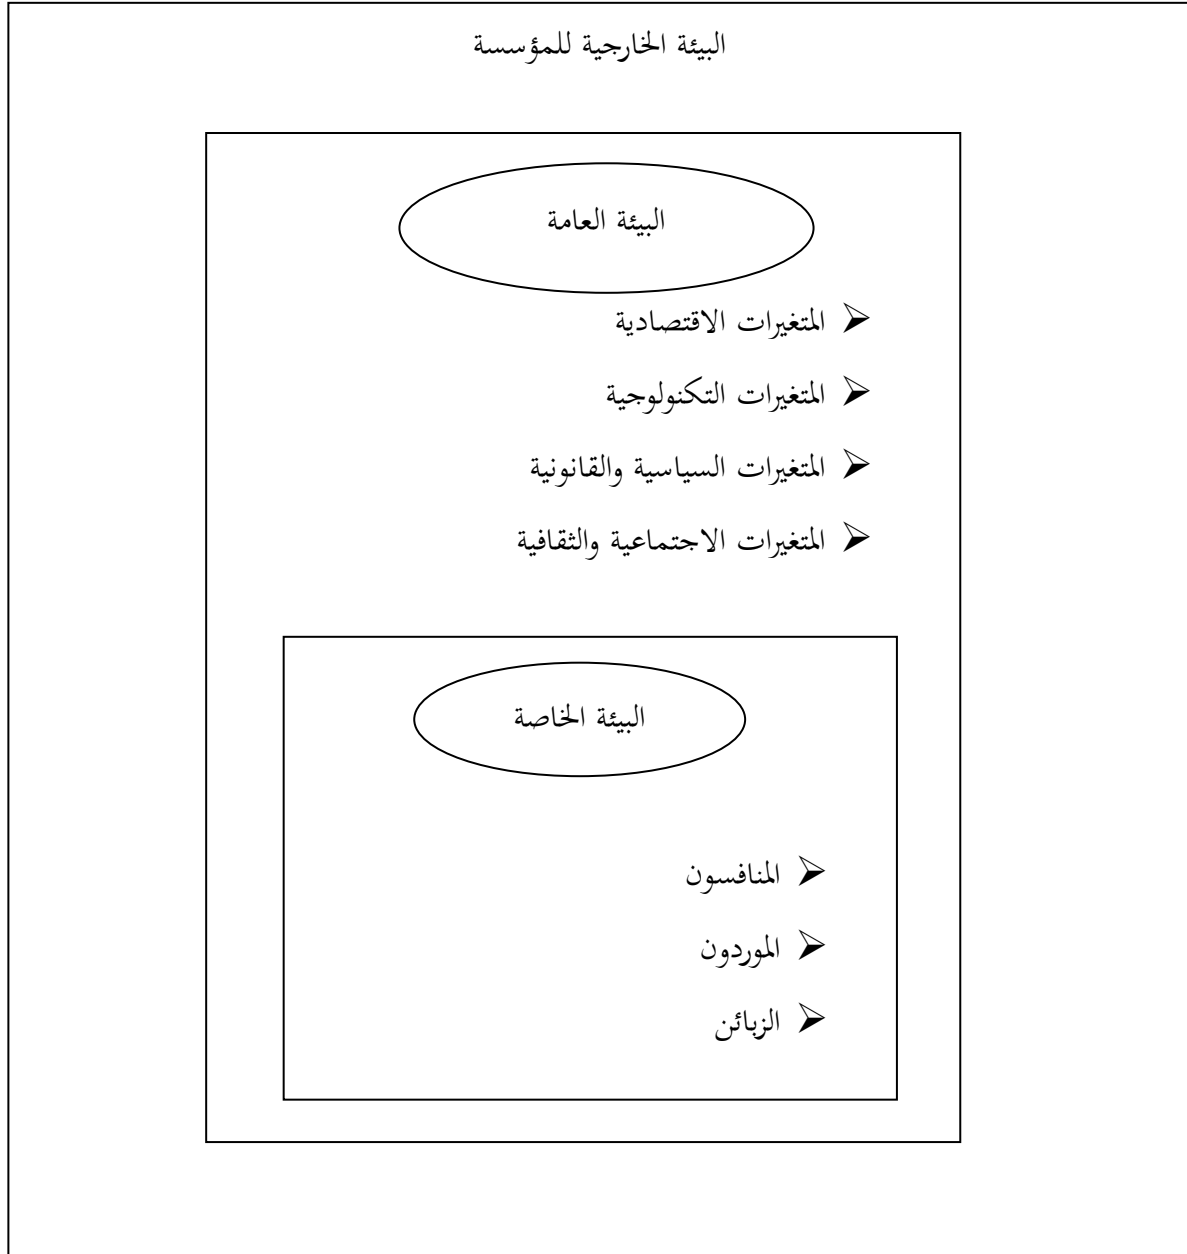 البيئة الخارجية للمؤسسة
البيئة العامة
المتغيرات الاقتصادية
المتغيرات التكنولوجية
المتغيرات السياسية والقانونية
المتغيرات الاجتماعية والثقافية
البيئة الخاصة
المنافسون
الموردون
الزبائن